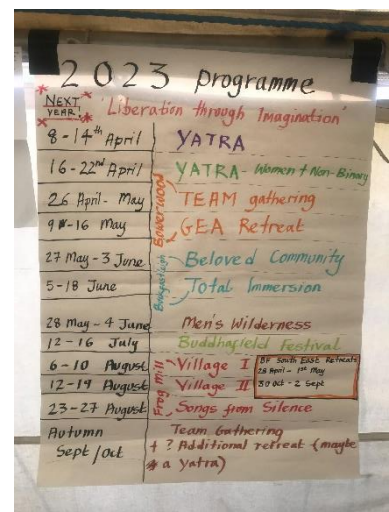 2023 programme
NEXT YEAR! 'Liberation through Imagination'
8-14th April YATRA
16-22nd April YATRA - Women + Non-Binary
26 April - May TEAM gathering
9-16 May GEA Retreat
27 May - 3 June Beloved Community
5-18 June Total Immersion
28 May - 4 June Men's Wilderness
12-16 July Buddhafield Festival
6-10 August Village I
12-19 August Village II
23-27 August Songs from Silence
Frog Mill
BF South East Retreats
28 April - 1st May
30 Oct - 2 Sept
Autumn Team Gathering
Sept/Oct + ? Additional retreat (maybe
a yatra)